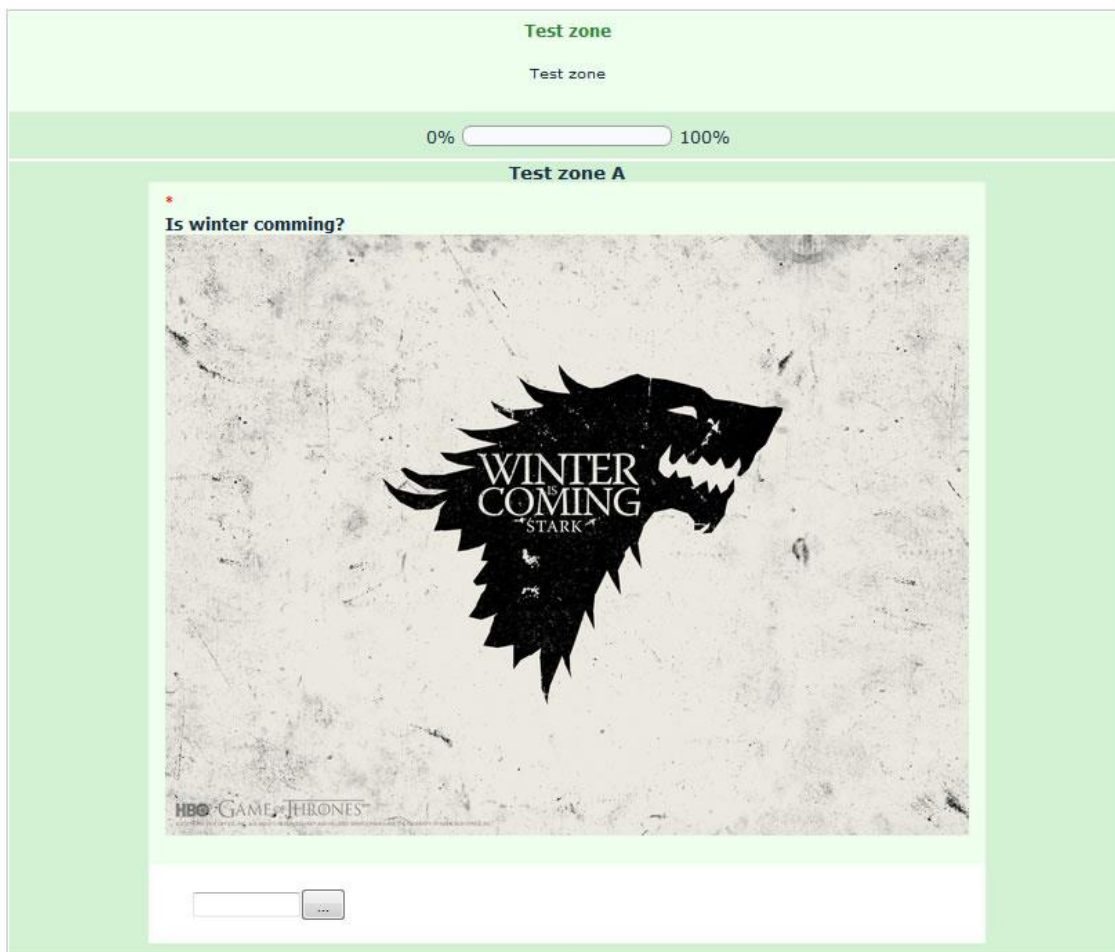 Test zone
Test zone
0% 100%
Test zone A
*
Is winter comming?
WINTER
IS
COMING
STARK
HBO GAME OF THRONES
...